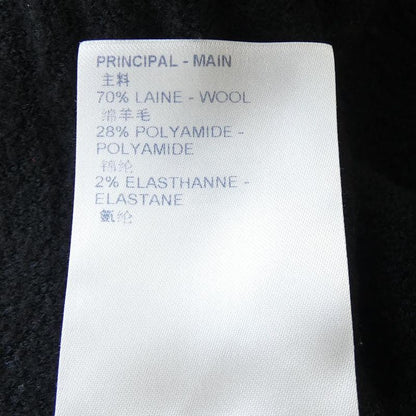 PRINCIPAL - MAIN
主料
70% LAINE - WOOL
绵羊毛
28% POLYAMIDE -
POLYAMIDE
锦纶
2% ELASTHANNE -
ELASTANE
氨纶